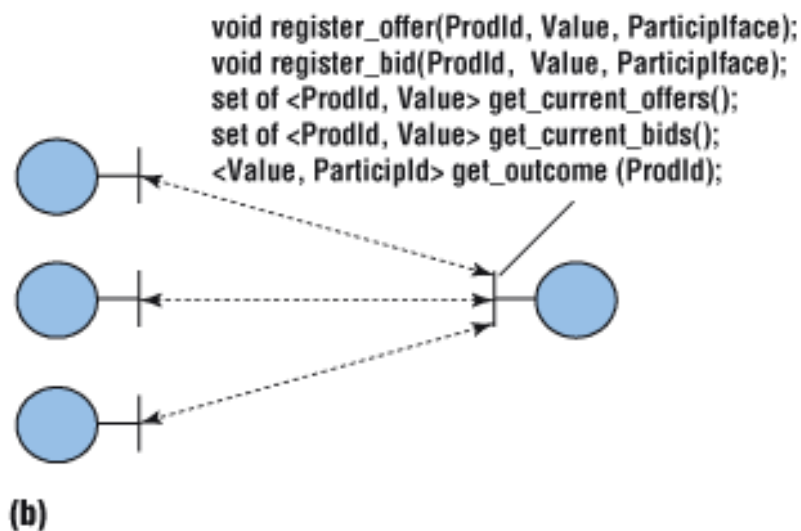 void register_offer(ProdId, Value, ParticipIface);
void register_bid(ProdId, Value, ParticipIface);
set of <ProdId, Value> get_current_offers();
set of <ProdId, Value> get_current_bids();
<Value, ParticipId> get_outcome (ProdId);
(b)